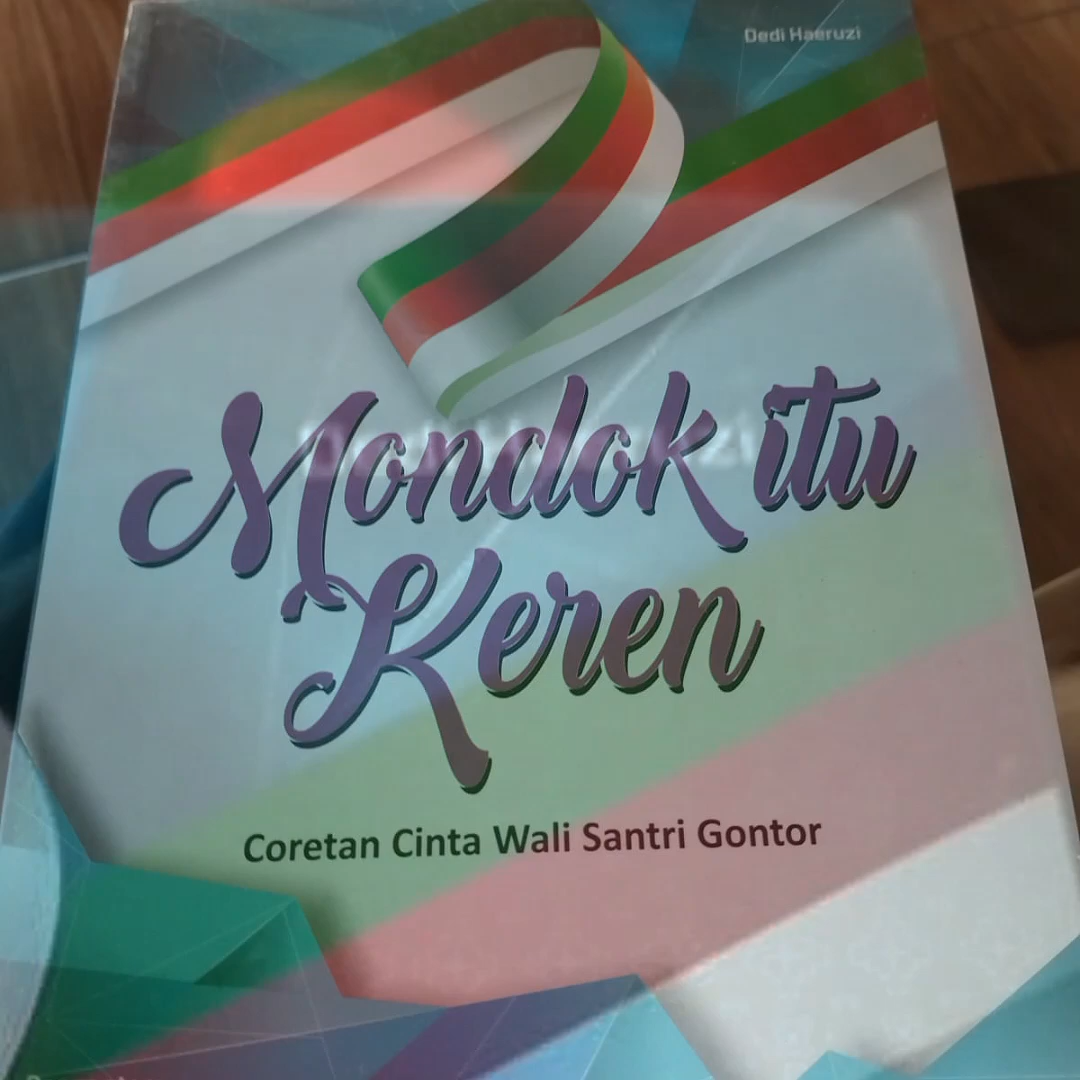 Dedi Haeruzi
Mondok itu
Keren
Coretan Cinta Wali Santri Gontor